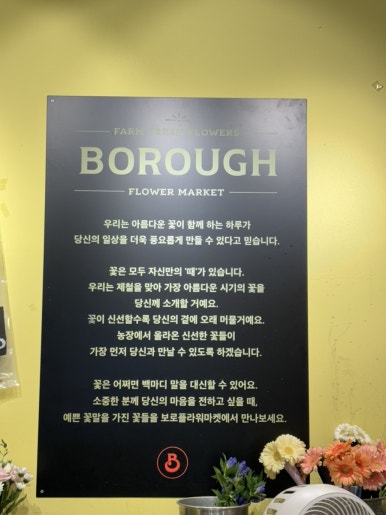 FARM FRESH FLOWERS
BOROUGH
FLOWER MARKET
우리는 아름다운 꽃이 함께 하는 하루가
당신의 일상을 더욱 풍요롭게 만들 수 있다고 믿습니다.
꽃은 모두 자신만의 '때'가 있습니다.
우리는 제철을 맞아 가장 아름다운 시기의 꽃을
당신께 소개할 거예요.
꽃이 신선할수록 당신의 곁에 오래 머물거예요.
농장에서 올라온 신선한 꽃들이
가장 먼저 당신과 만날 수 있도록 하겠습니다.
꽃은 어쩌면 백마디 말을 대신할 수 있어요.
소중한 분께 당신의 마음을 전하고 싶을 때,
예쁜 꽃말을 가진 꽃들을 보로플라워마켓에서 만나보세요.
B